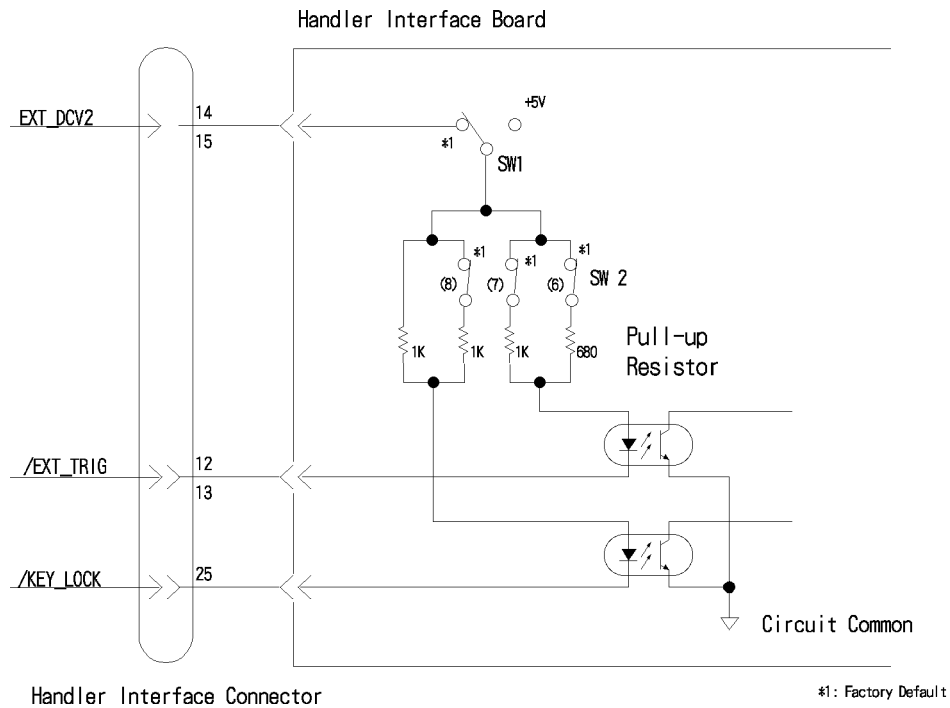 Handler Interface Board
EXT_DCV2
14
15
+5V
*1
SW1
*1
*1
*1
(8)
(7)
(6)
SW 2
1K
1K
1K
680
Pull-up
Resistor
/EXT_TRIG
12
13
/KEY_LOCK
25
Circuit Common
Handler Interface Connector
*1: Factory Default